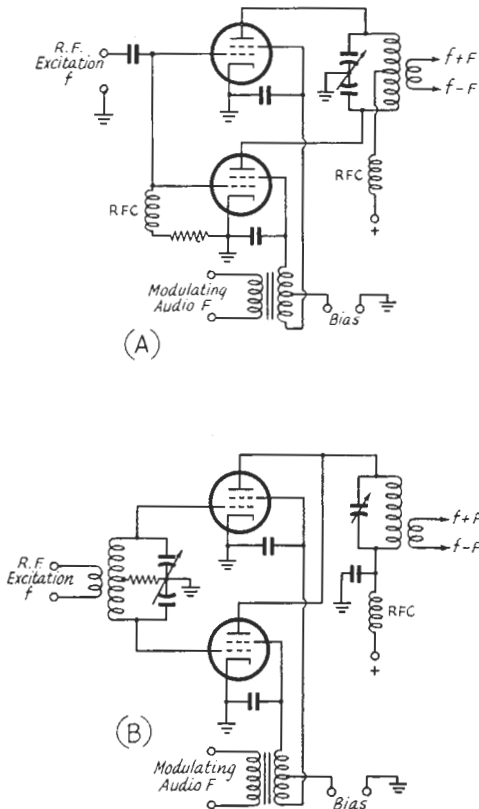 R.F.
Excitation
f
f+F
f-F
RFC
RFC
+
Modulating
Audio F
Bias
(A)
f+F
f-F
R.F.
Excitation
f
RFC
+
(B)
Modulating
Audio F
Bias